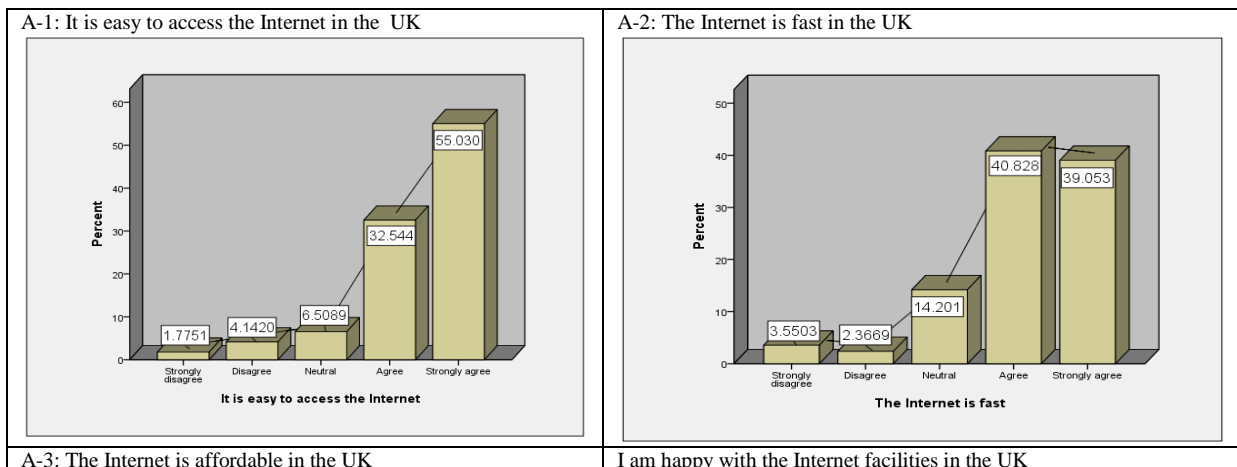 A-1: It is easy to access the Internet in the UK
60
50
40
30
20
10
0
Percent
1.7751
4.1420
6.5089
32.544
55.030
Strongly disagree
Disagree
Neutral
Agree
Strongly agree
It is easy to access the Internet
A-2: The Internet is fast in the UK
50
40
30
20
10
0
Percent
3.5503
2.3669
14.201
40.828
39.053
Strongly disagree
Disagree
Neutral
Agree
Strongly agree
The Internet is fast
A-3: The Internet is affordable in the UK
I am happy with the Internet facilities in the UK